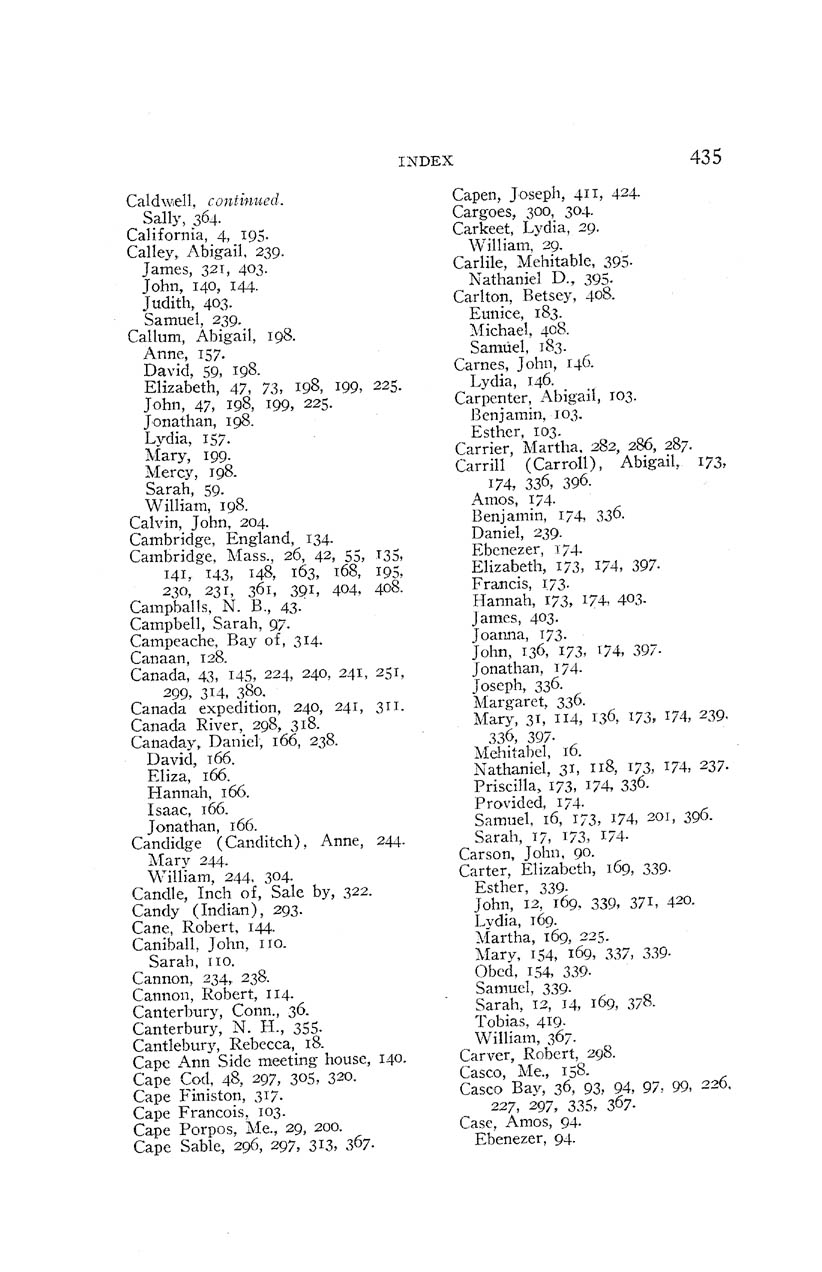 INDEX 435
Caldwell, continued.
Sally, 364.
California, 4, 195.
Calley, Abigail, 239.
James, 321, 403.
John, 140, 144.
Judith, 403.
Samuel, 239.
Callum, Abigail, 198.
Anne, 157.
David, 59, 198.
Elizabeth, 47, 73, 198, 199, 225.
John, 47, 198, 199, 225.
Jonathan, 198.
Lydia, 157.
Mary, 199.
Mercy, 198.
Sarah, 59.
William, 198.
Calvin, John, 204.
Cambridge, England, 134.
Cambridge, Mass., 26, 42, 55, 135,
141, 143, 148, 163, 168, 195,
230, 231, 361, 391, 404, 408.
Campballs, N. B., 43.
Campbell, Sarah, 97.
Campeache, Bay of, 314.
Canaan, 128.
Canada, 43, 145, 224, 240, 241, 251,
299, 314, 380.
Canada expedition, 240, 241, 311.
Canada River, 298, 318.
Canaday, Daniel, 166, 238.
David, 166.
Eliza, 166.
Hannah, 166.
Isaac, 166.
Jonathan, 166.
Candidge (Canditch), Anne, 244.
Mary 244.
William, 244, 304.
Candle, Inch of, Sale by, 322.
Candy (Indian), 293.
Cane, Robert, 144.
Caniball, John, 110.
Sarah, 110.
Cannon, 234, 238.
Cannon, Robert, 114.
Canterbury, Conn., 36.
Canterbury, N. H., 355.
Cantlebury, Rebecca, 18.
Cape Ann Side meeting house, 140.
Cape Cod, 48, 297, 305, 320.
Cape Finiston, 317.
Cape Francois, 103.
Cape Porpos, Me., 29, 200.
Cape Sable, 296, 297, 313, 367.
Capen, Joseph, 411, 424.
Cargoes, 300, 304.
Carkeet, Lydia, 29.
William, 29.
Carlile, Mehitable, 395.
Nathaniel D., 395.
Carlton, Betsey, 408.
Eunice, 183.
Michael, 408.
Samuel, 183.
Carnes, John, 146.
Lydia, 146.
Carpenter, Abigail, 103.
Benjamin, 103.
Esther, 103.
Carrier, Martha, 282, 286, 287.
Carrill (Carroll), Abigail, 173,
174, 336, 396.
Amos, 174.
Benjamin, 174, 336.
Daniel, 239.
Ebenezer, 174.
Elizabeth, 173, 174, 397.
Francis, 173.
Hannah, 173, 174, 403.
James, 403.
Joanna, 173.
John, 136, 173, 174, 397.
Jonathan, 174.
Joseph, 336.
Margaret, 336.
Mary, 31, 114, 136, 173, 174, 239.
336, 397.
Mehitabel, 16.
Nathaniel, 31, 118, 173, 174, 237.
Priscilla, 173, 174, 336.
Provided, 174.
Samuel, 16, 173, 174, 201, 396.
Sarah, 17, 173, 174.
Carson, John, 90.
Carter, Elizabeth, 169, 339.
Esther, 339.
John, 12, 169, 339, 371, 420.
Lydia, 169.
Martha, 169, 225.
Mary, 154, 169, 337, 339.
Obed, 154, 339.
Samuel, 339.
Sarah, 12, 14, 169, 378.
Tobias, 419.
William, 367.
Carver, Robert, 298.
Casco, Me., 158.
Casco Bay, 36, 93, 94, 97, 99, 226,
227, 297, 335, 367.
Case, Amos, 94.
Ebenezer, 94.